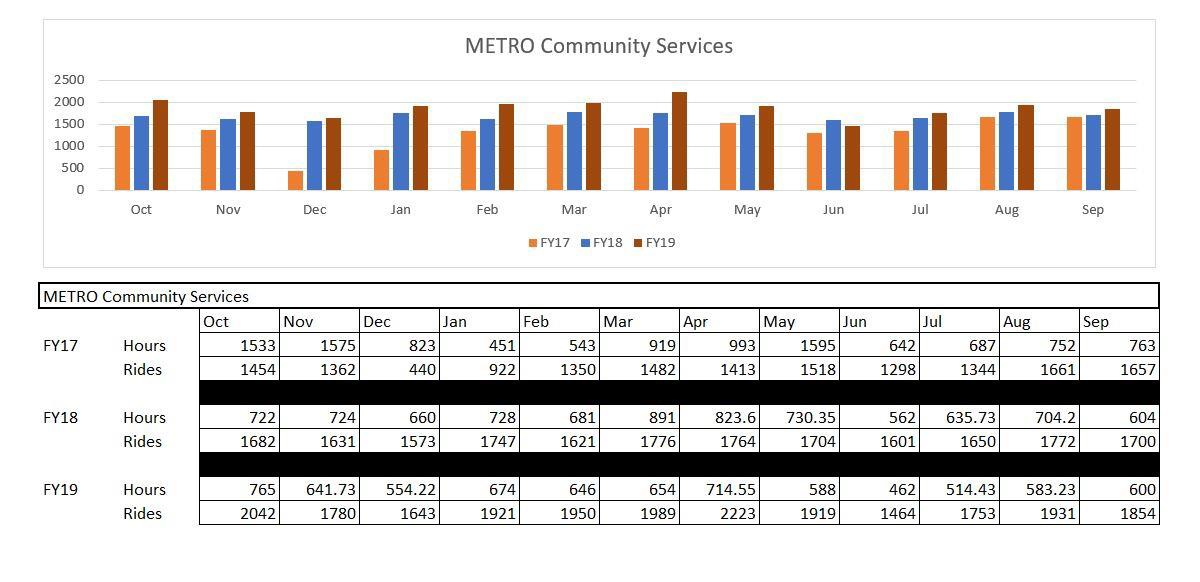 METRO Community Services
2500
2000
1500
1000
500
0
Oct Nov Dec Jan Feb Mar Apr May Jun Jul Aug Sep
FY17 FY18 FY19
METRO Community Services
Oct Nov Dec Jan Feb Mar Apr May Jun Jul Aug Sep
FY17 Hours 1533 1575 823 451 543 919 993 1595 642 687 752 763
Rides 1454 1362 440 922 1350 1482 1413 1518 1298 1344 1661 1657
FY18 Hours 722 724 660 728 681 891 823.6 730.35 562 635.73 704.2 604
Rides 1682 1631 1573 1747 1621 1776 1764 1704 1601 1650 1772 1700
FY19 Hours 765 641.73 554.22 674 646 654 714.55 588 462 514.43 583.23 600
Rides 2042 1780 1643 1921 1950 1989 2223 1919 1464 1753 1931 1854